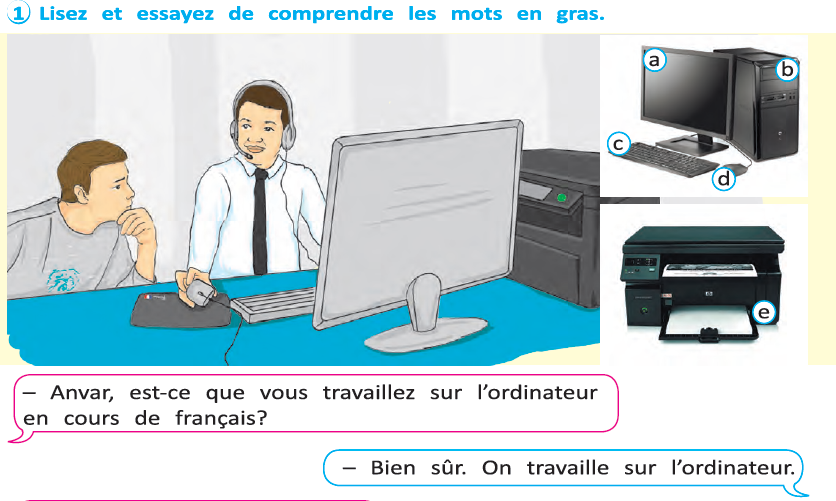 1 Lisez et essayez de comprendre les mots en gras.
a
b
c
d
e
– Anvar, est-ce que vous travaillez sur l’ordinateur
en cours de français?
– Bien sûr. On travaille sur l’ordinateur.